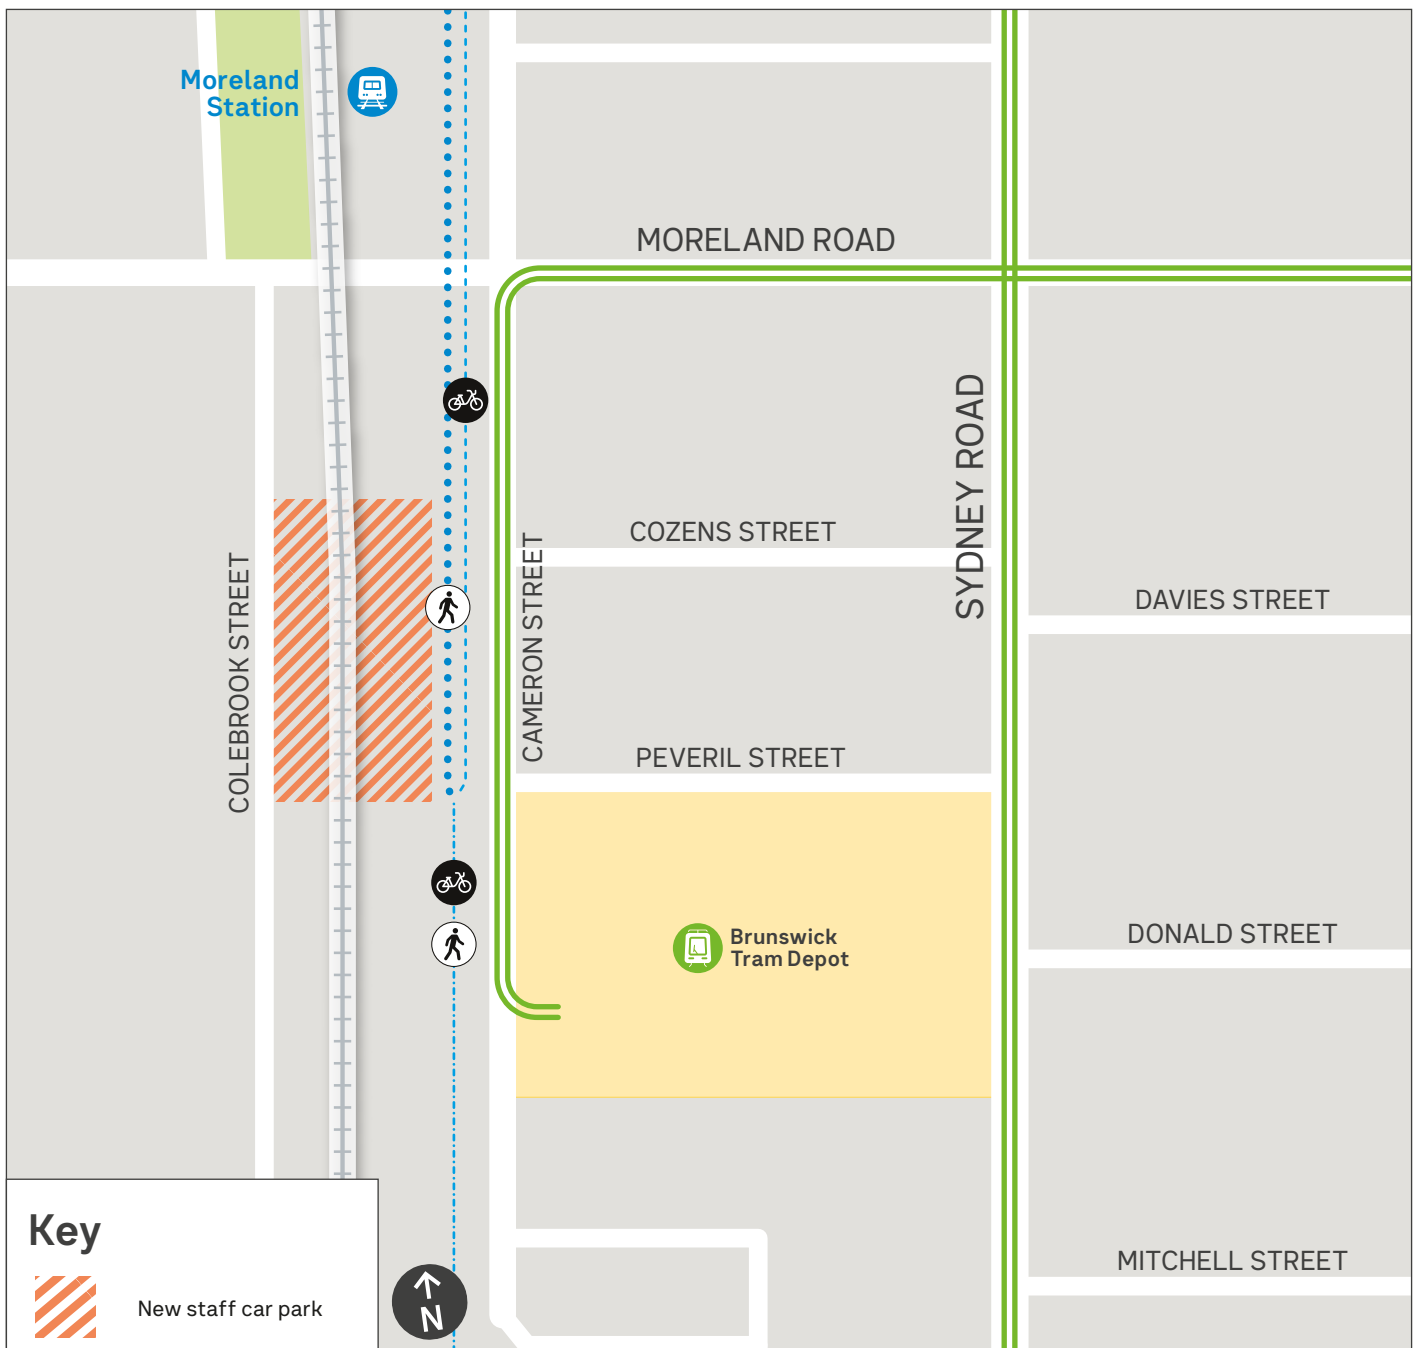 Moreland
Station
MORELAND ROAD
SYDNEY ROAD
COZENS STREET
CAMERON STREET
COLEBROOK STREET
DAVIES STREET
PEVERIL STREET
Brunswick
Tram Depot
DONALD STREET
MITCHELL STREET
Key
New staff car park
N